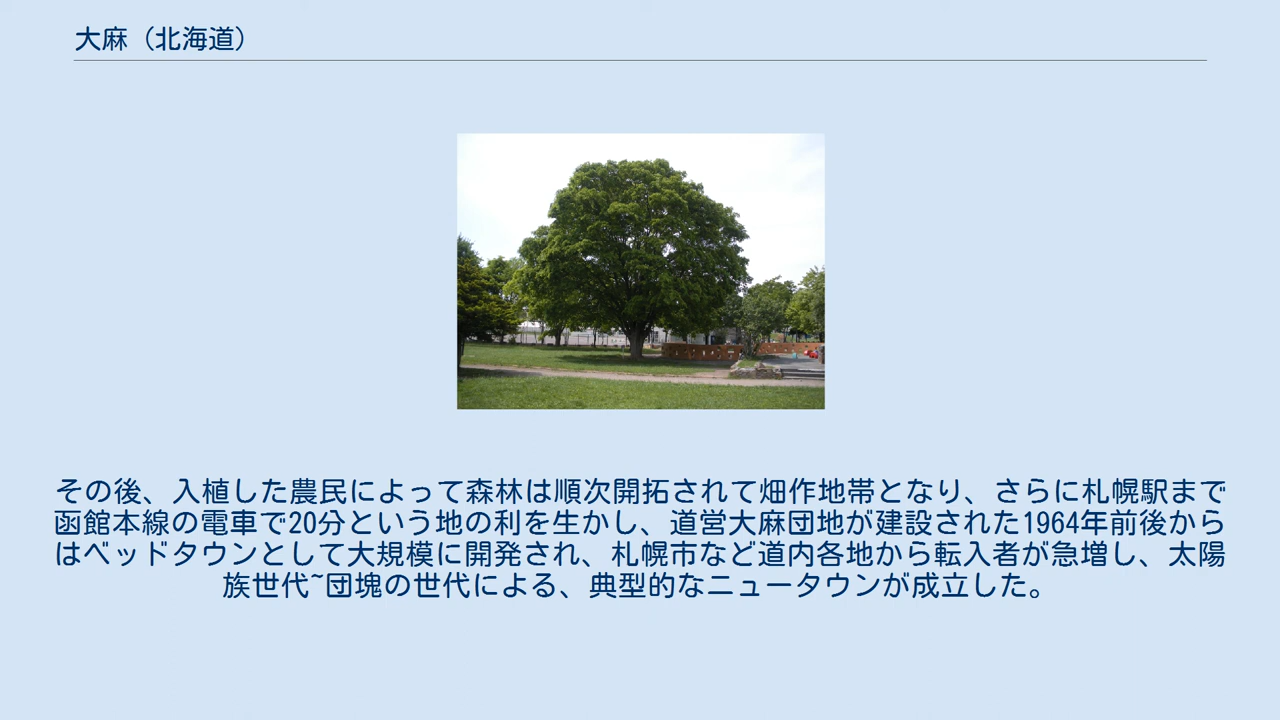 大麻（北海道）
その後、入植した農民によって森林は順次開拓されて畑作地帯となり、さらに札幌駅まで
函館本線の電車で20分という地の利を生かし、道営大麻団地が建設された1964年前後から
はベッドタウンとして大規模に開発され、札幌市など道内各地から転入者が急増し、太陽
族世代~団塊の世代による、典型的なニュータウンが成立した。